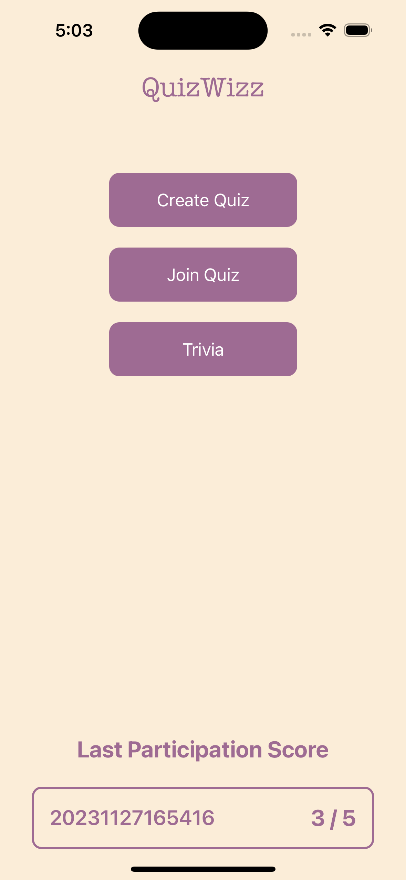 5:03
QuizWizz
Create Quiz
Join Quiz
Trivia
Last Participation Score
20231127165416 3 / 5